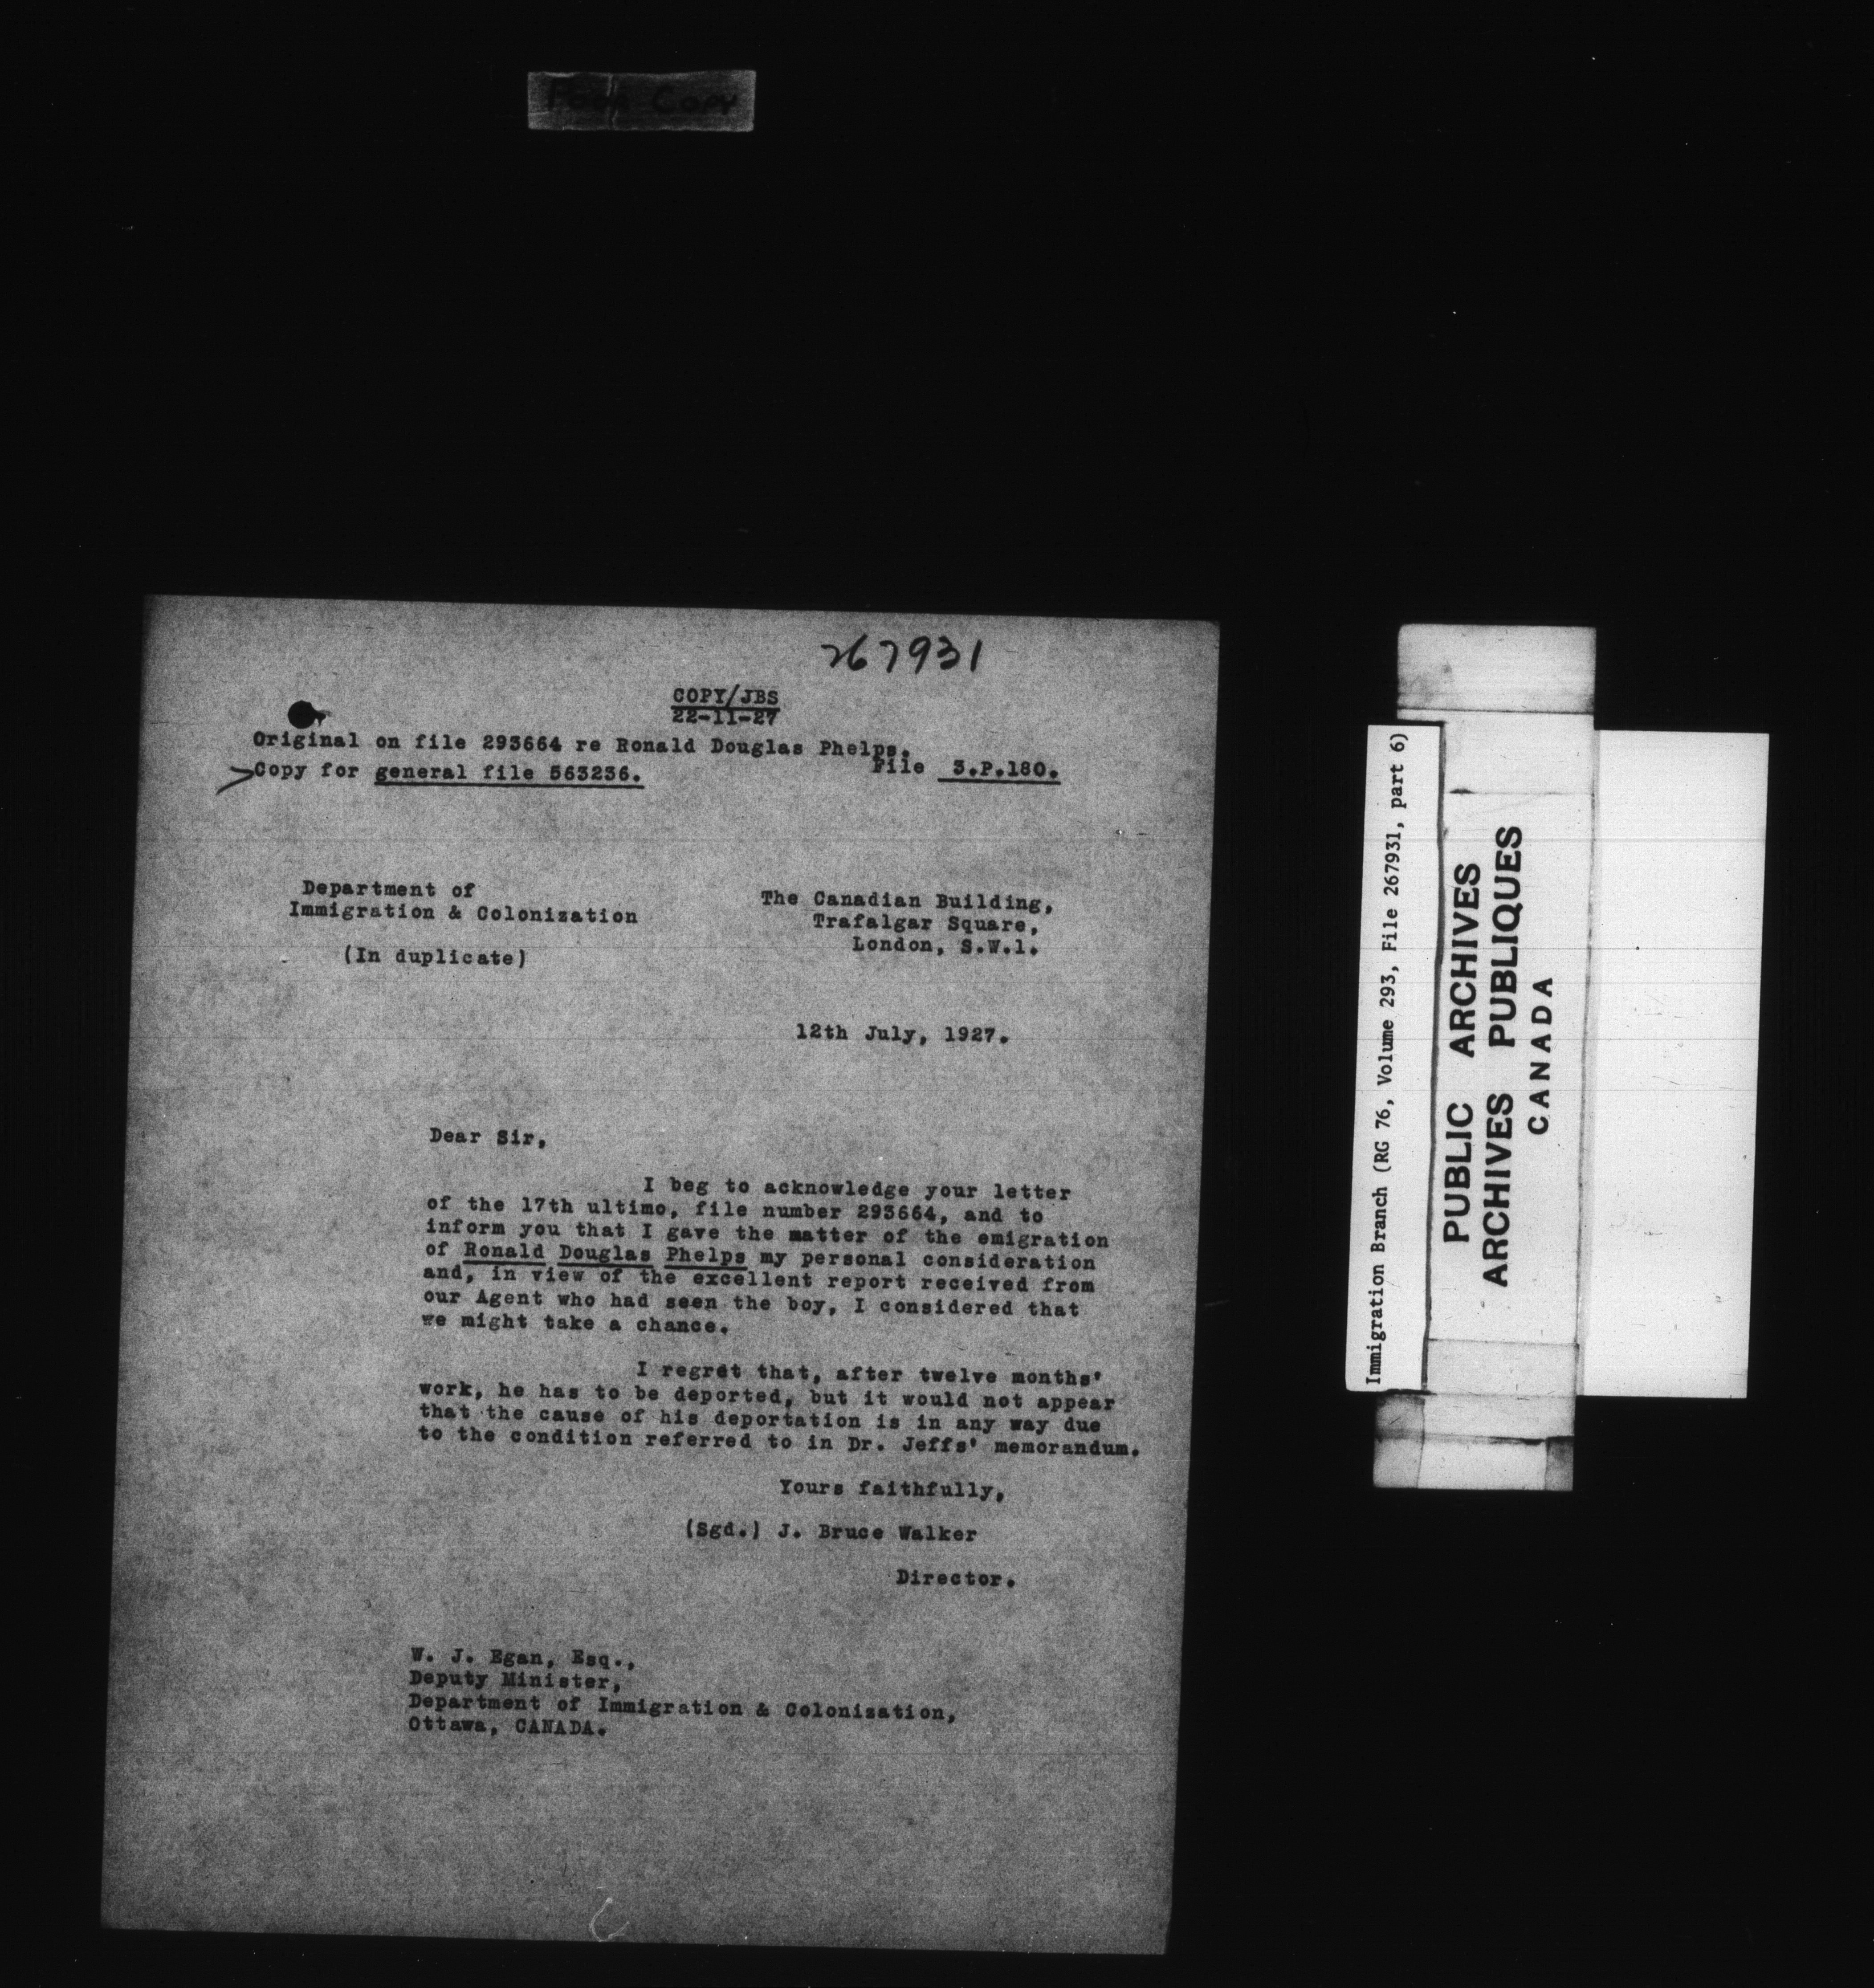 Poor Copy
267931
COPY/JBS
22-11-27
Original on file 293664 re Ronald Douglas Phelps.
File 3.P.180.
>Copy for general file 563236.
Department of
Immigration & Colonization
(In duplicate)
The Canadian Building,
Trafalgar Square,
London, S.W.1.
12th July, 1927.
Dear Sir,
I beg to acknowledge your letter
of the 17th ultimo, file number 293664, and to
inform you that I gave the matter of the emigration
of Ronald Douglas Phelps my personal consideration
and, in view of the excellent report received from
our Agent who had seen the boy, I considered that
we might take a chance.
I regret that, after twelve months'
work, he has to be deported, but it would not appear
that the cause of his deportation is in any way due
to the condition referred to in Dr. Jeffs' memorandum.
Yours faithfully,
(Sgd.) J. Bruce Walker
Director.
W. J. Egan, Esq.,
Deputy Minister,
Department of Immigration & Colonization,
Ottawa, CANADA.
Immigration Branch (RG 76, Volume 293, File 267931, part 6)
PUBLIC ARCHIVES
ARCHIVES PUBLIQUES
CANADA